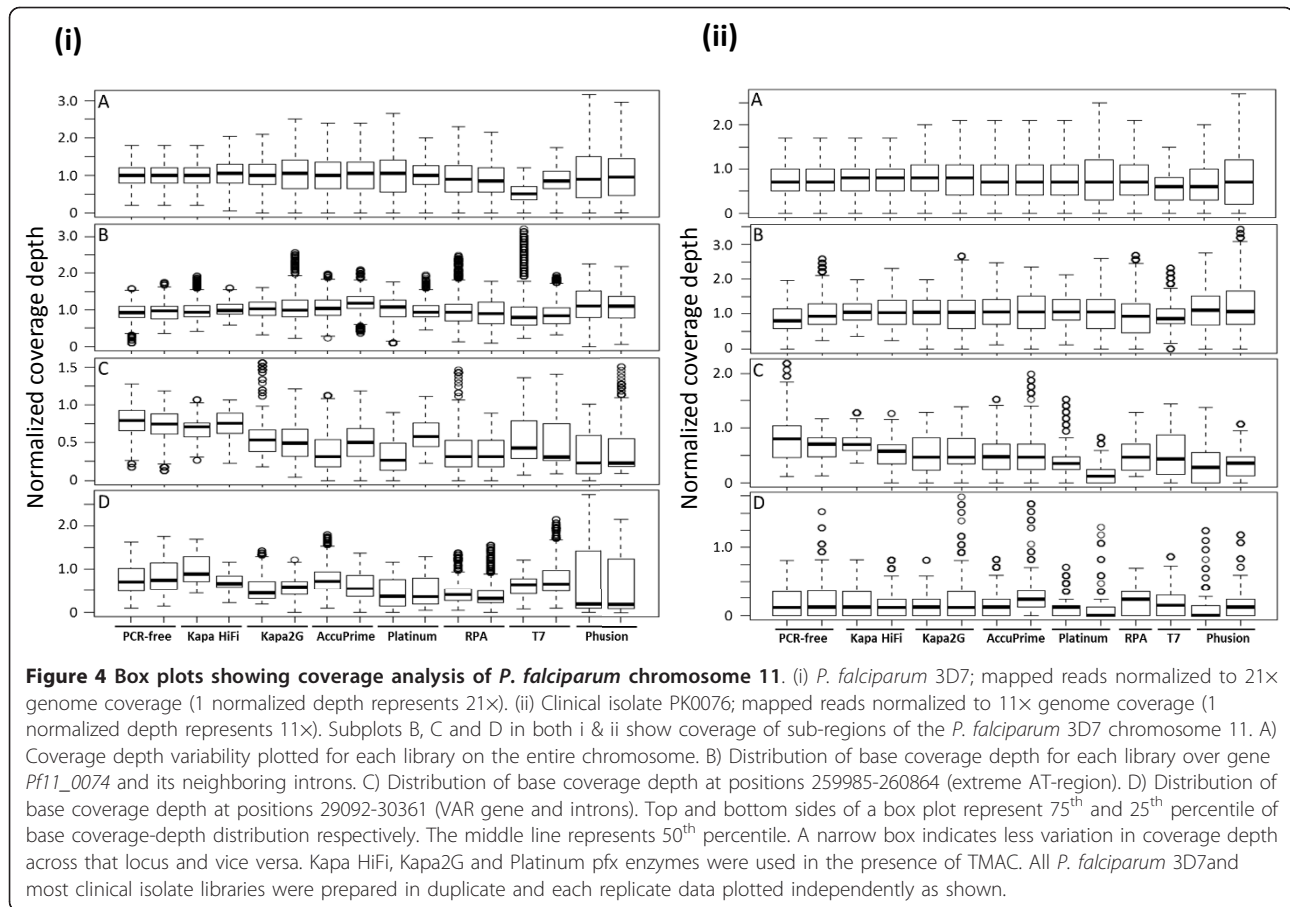 (i)
(ii)
Normalized coverage depth
A
3.0
2.0
1.0
0
B
3.0
2.0
1.0
0
C
1.5
1.0
0.5
0
D
2.0
1.0
0
PCR-free Kapa HiFi Kapa2G AccuPrime Platinum RPA T7 Phusion
Normalized coverage depth
A
2.0
1.0
0
B
3.0
2.0
1.0
0
C
2.0
1.0
0
D
1.0
0
PCR-free Kapa HiFi Kapa2G AccuPrime Platinum RPA T7 Phusion
Figure 4 Box plots showing coverage analysis of P. falciparum chromosome 11. (i) P. falciparum 3D7; mapped reads normalized to 21×
genome coverage (1 normalized depth represents 21×). (ii) Clinical isolate PK0076; mapped reads normalized to 11× genome coverage (1
normalized depth represents 11×). Subplots B, C and D in both i & ii show coverage of sub-regions of the P. falciparum 3D7 chromosome 11. A)
Coverage depth variability plotted for each library on the entire chromosome. B) Distribution of base coverage depth for each library over gene
Pf11_0074 and its neighboring introns. C) Distribution of base coverage depth at positions 259985-260864 (extreme AT-region). D) Distribution of
base coverage depth at positions 29092-30361 (VAR gene and introns). Top and bottom sides of a box plot represent 75th and 25th percentile of
base coverage-depth distribution respectively. The middle line represents 50th percentile. A narrow box indicates less variation in coverage depth
across that locus and vice versa. Kapa HiFi, Kapa2G and Platinum pfx enzymes were used in the presence of TMAC. All P. falciparum 3D7and
most clinical isolate libraries were prepared in duplicate and each replicate data plotted independently as shown.